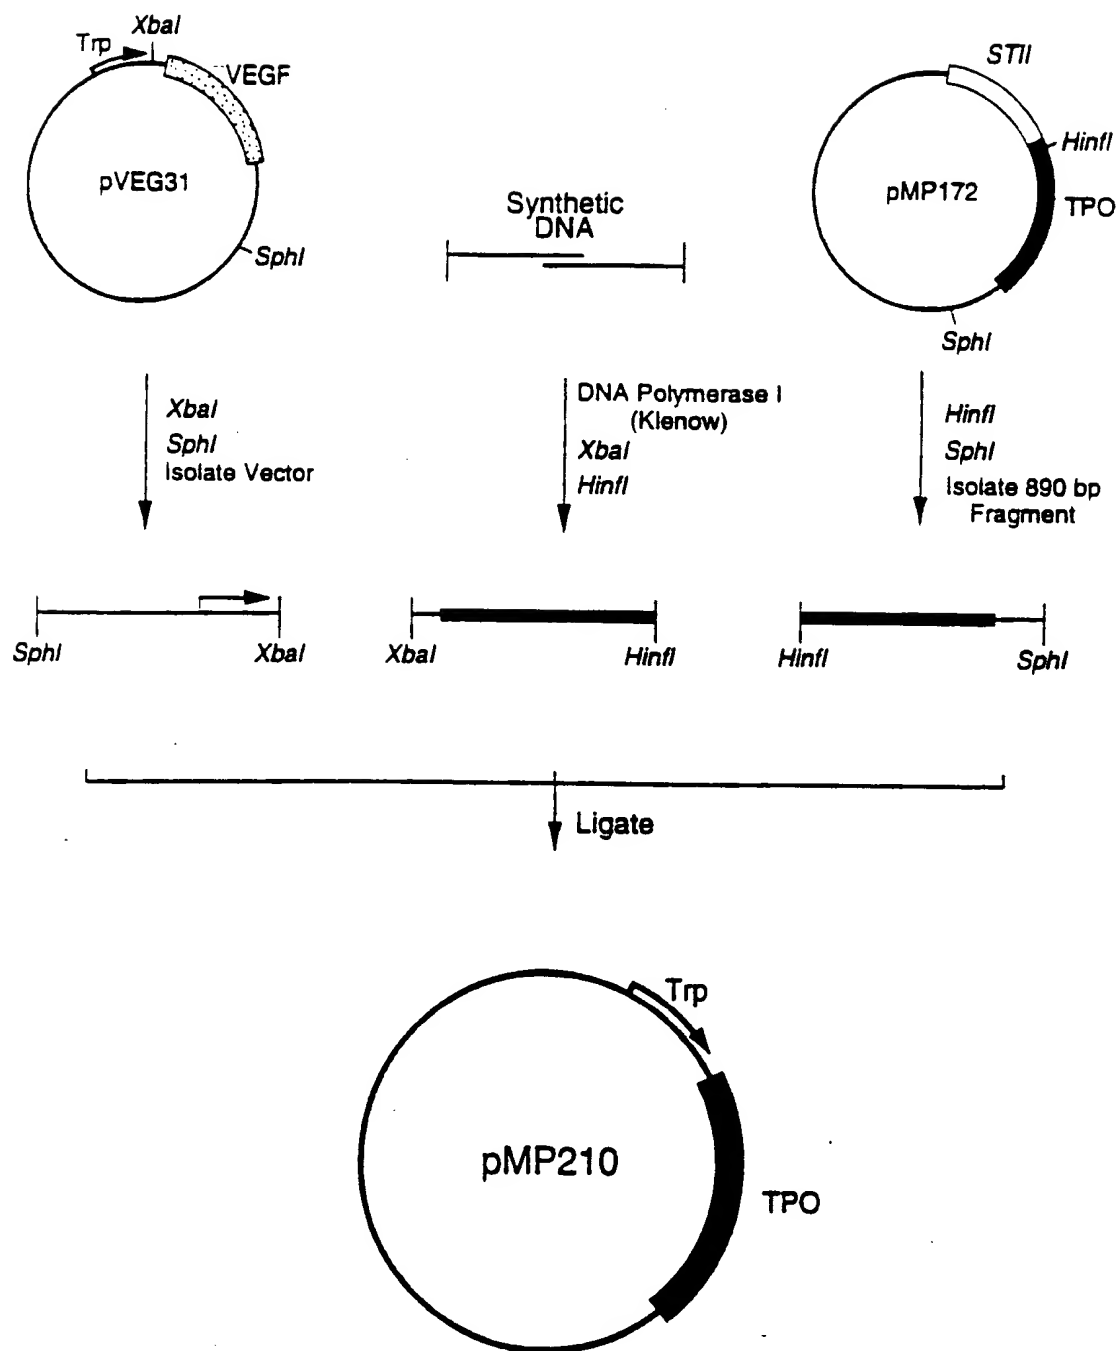 XbaI
Trp
VEGF
pVEG31
SphI
Synthetic
DNA
STII
HinfI
pMP172
TPO
SphI
XbaI
SphI
Isolate Vector
DNA Polymerase I
(Klenow)
XbaI
HinfI
HinfI
SphI
Isolate 890 bp
Fragment
SphI
XbaI
XbaI
HinfI
HinfI
SphI
Ligate
Trp
pMP210
TPO